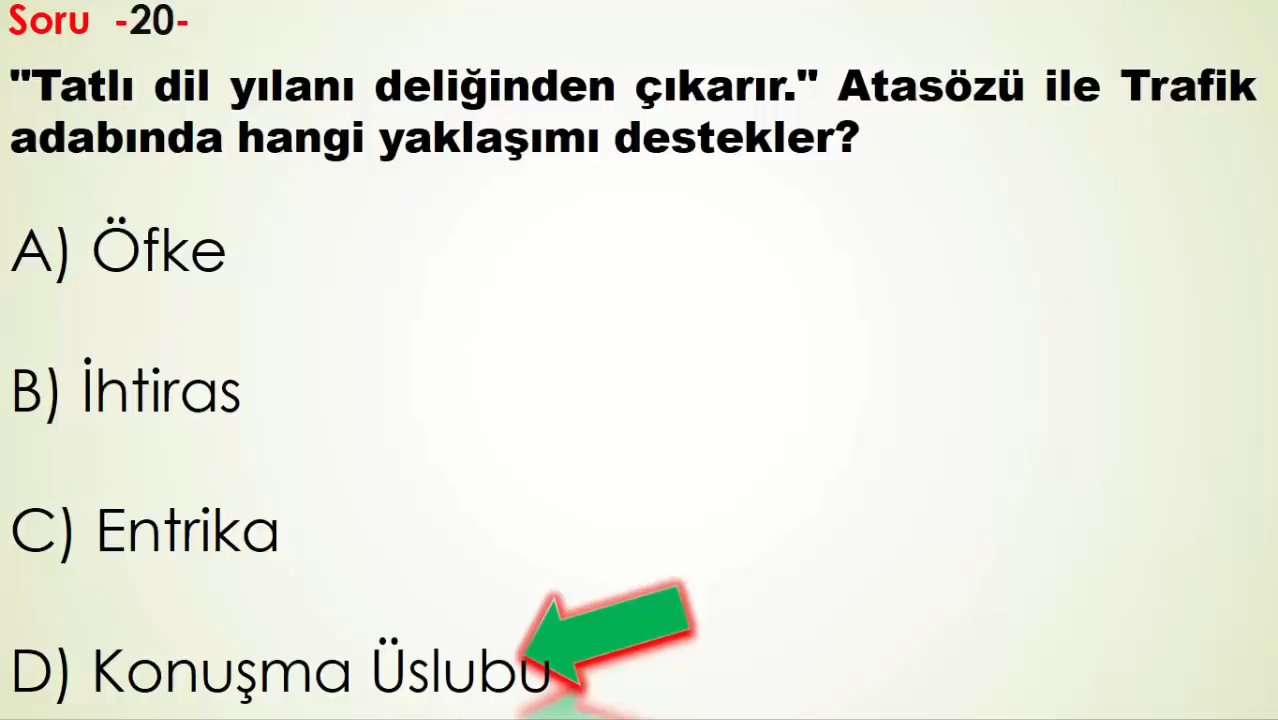 Soru -20-
"Tatlı dil yılanı deliğinden çıkarır." Atasözü ile Trafik
adabında hangi yaklaşımı destekler?
A) Öfke
B) İhtiras
C) Entrika
D) Konuşma Üslubu